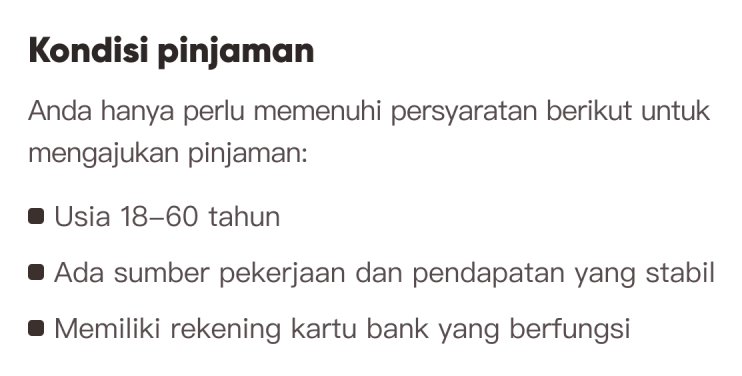 Kondisi pinjaman
Anda hanya perlu memenuhi persyaratan berikut untuk
mengajukan pinjaman:
Usia 18–60 tahun
Ada sumber pekerjaan dan pendapatan yang stabil
Memiliki rekening kartu bank yang berfungsi